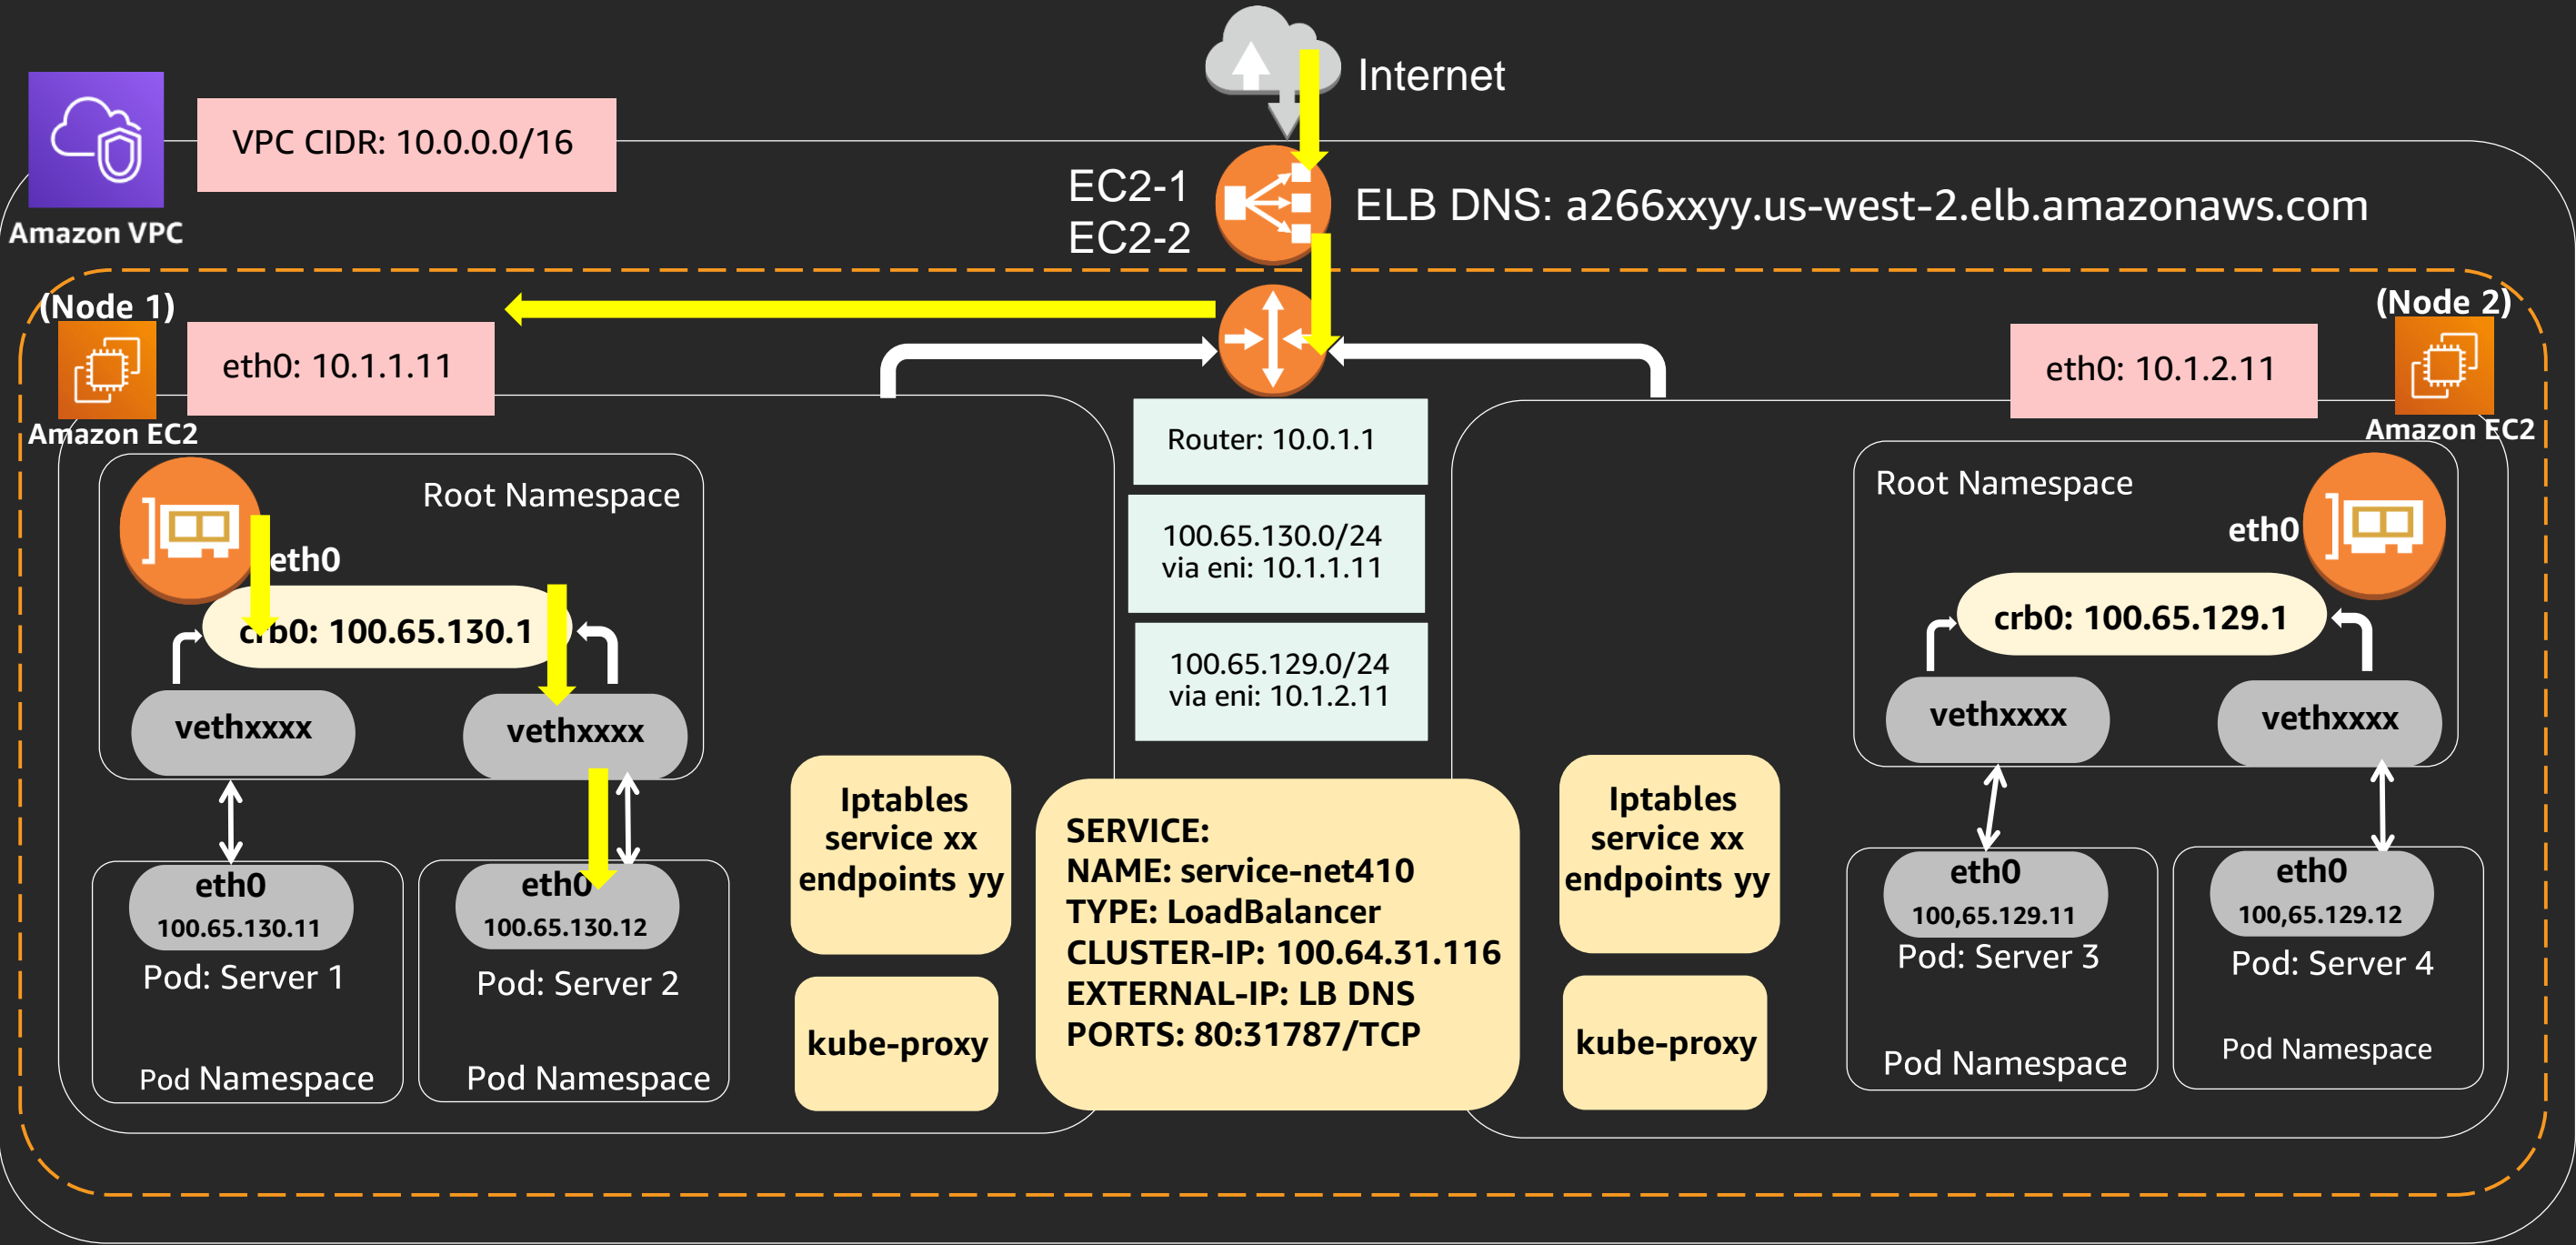 Internet
VPC CIDR: 10.0.0.0/16
Amazon VPC
EC2-1
EC2-2
ELB DNS: a266xxyy.us-west-2.elb.amazonaws.com
(Node 1)
eth0: 10.1.1.11
Amazon EC2
(Node 2)
eth0: 10.1.2.11
Amazon EC2
Router: 10.0.1.1
100.65.130.0/24
via eni: 10.1.1.11
100.65.129.0/24
via eni: 10.1.2.11
Root Namespace
eth0
crb0: 100.65.130.1
vethxxxx
vethxxxx
eth0
100.65.130.11
Pod: Server 1
Pod Namespace
eth0
100.65.130.12
Pod: Server 2
Pod Namespace
Iptables
service xx
endpoints yy
kube-proxy
SERVICE:
NAME: service-net410
TYPE: LoadBalancer
CLUSTER-IP: 100.64.31.116
EXTERNAL-IP: LB DNS
PORTS: 80:31787/TCP
Iptables
service xx
endpoints yy
kube-proxy
Root Namespace
eth0
crb0: 100.65.129.1
vethxxxx
vethxxxx
eth0
100,65.129.11
Pod: Server 3
Pod Namespace
eth0
100,65.129.12
Pod: Server 4
Pod Namespace